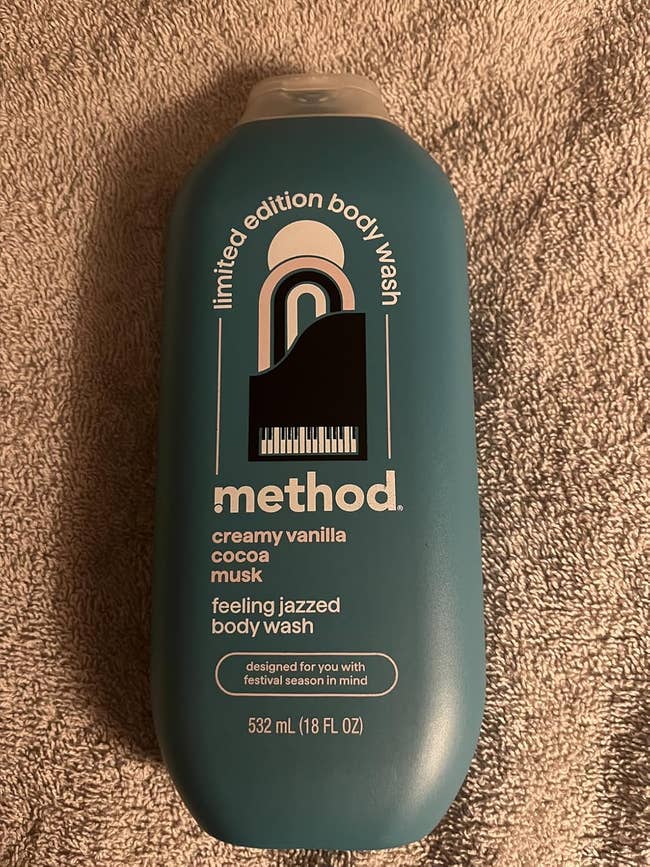 limited edition body wash
method®
creamy vanilla
cocoa
musk
feeling jazzed
body wash
designed for you with
festival season in mind
532 mL (18 FL OZ)